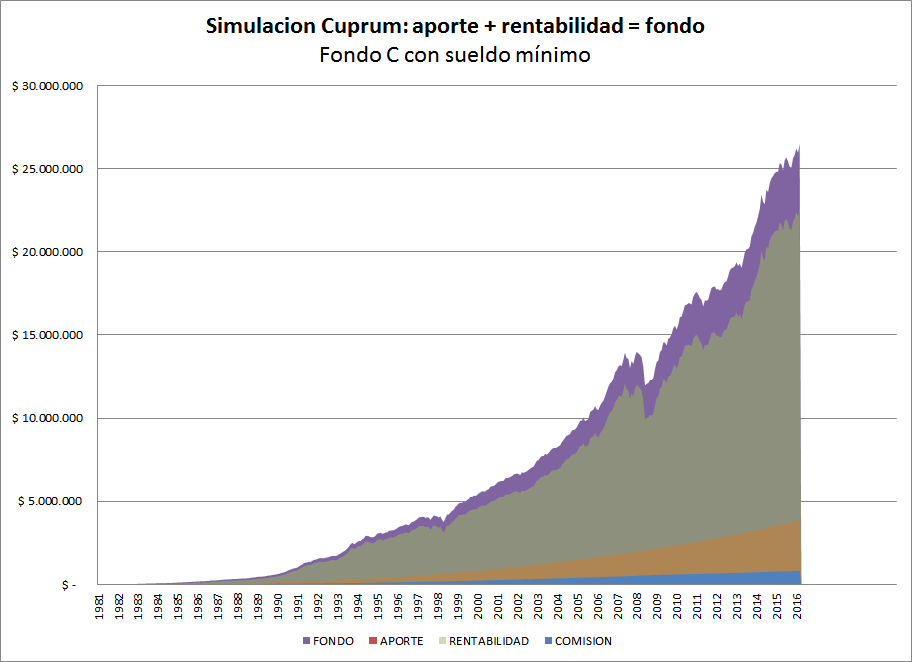 Simulacion Cuprum: aporte + rentabilidad = fondo
Fondo C con sueldo mínimo
$ 30.000.000
$ 25.000.000
$ 20.000.000
$ 15.000.000
$ 10.000.000
$ 5.000.000
$ -
1981 1982 1983 1984 1985 1986 1987 1988 1989 1990 1991 1992 1993 1994 1995 1996 1997 1998 1999 2000 2001 2002 2003 2004 2005 2006 2007 2008 2009 2010 2011 2012 2013 2014 2015 2016
FONDO APORTE RENTABILIDAD COMISION